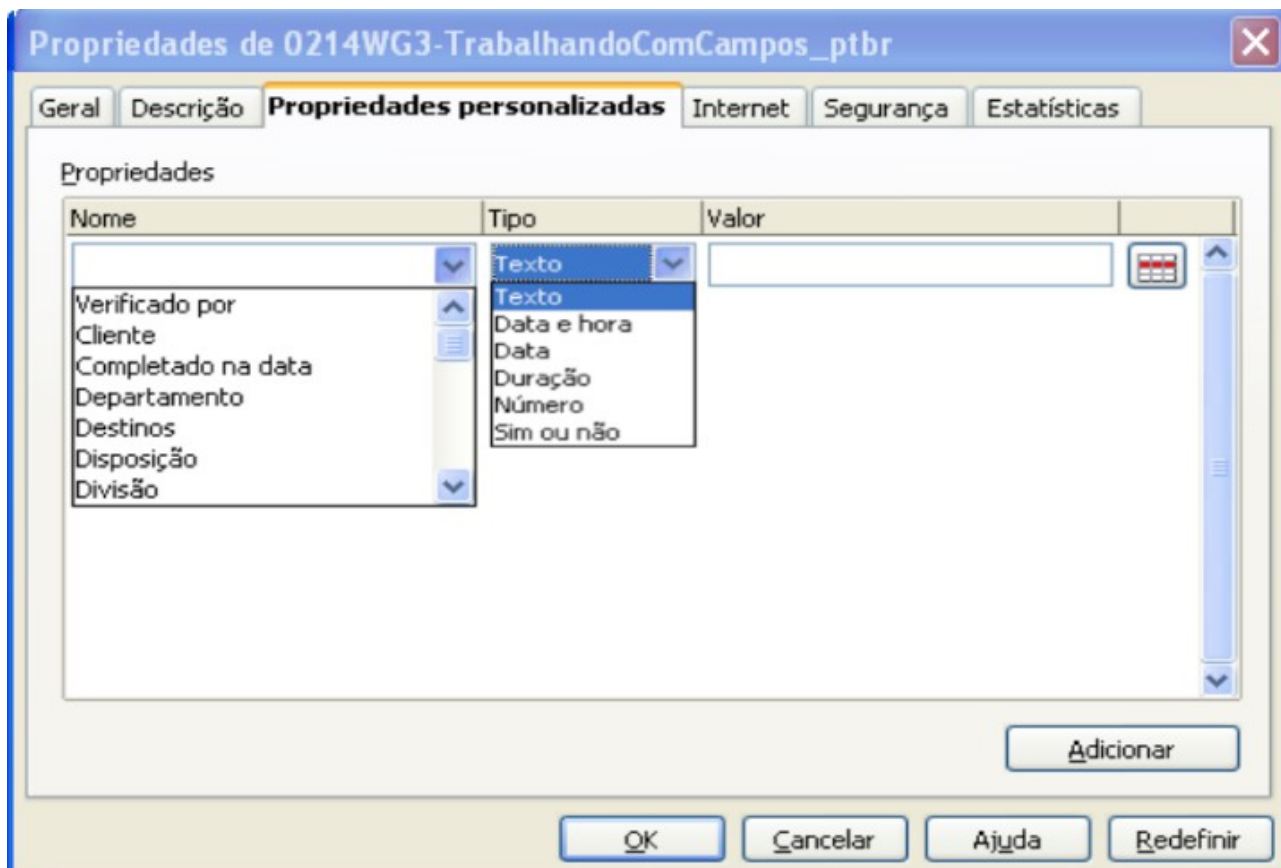 Propriedades de 0214WG3-TrabalhandoComCampos_ptbr
Geral Descrição Propriedades personalizadas Internet Segurança Estatísticas
Propriedades
Nome Tipo Valor
Texto
Verificado por
Cliente
Completado na data
Departamento
Destinos
Disposição
Divisão
Texto
Data e hora
Data
Duração
Número
Sim ou não
Adicionar
OK Cancelar Ajuda Redefinir